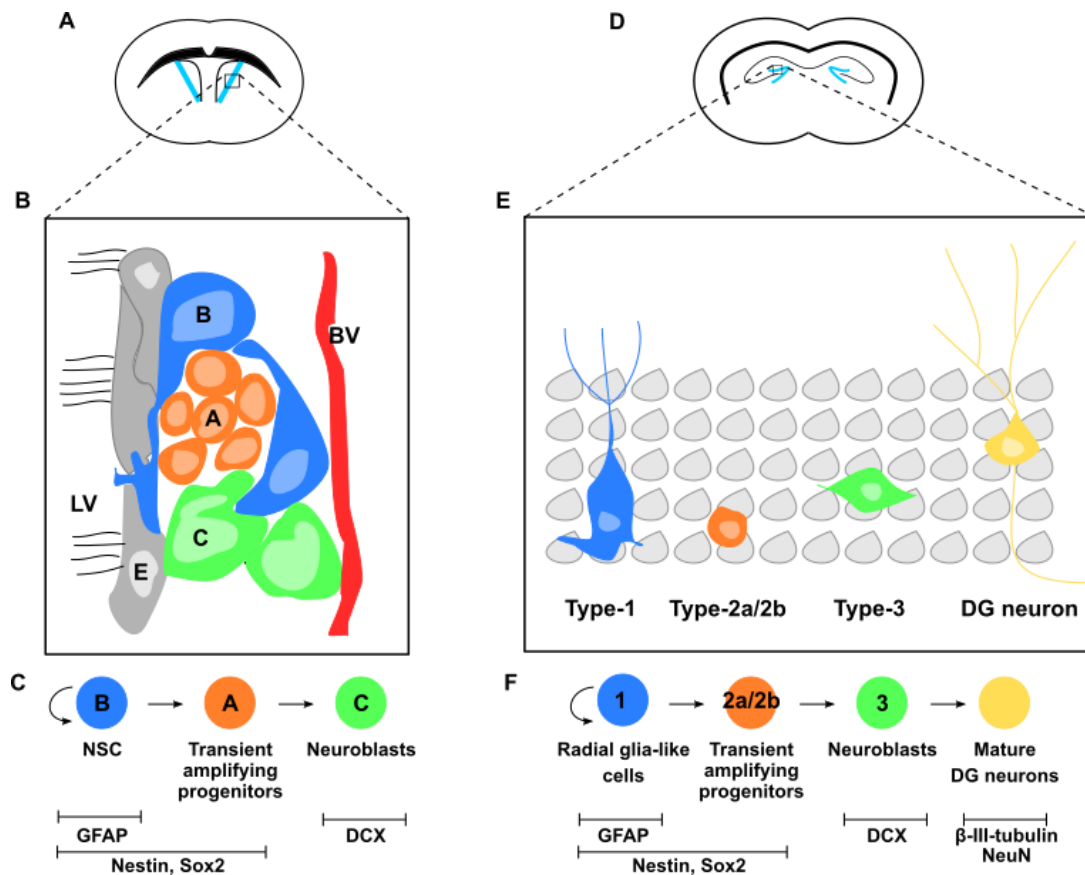 A
D
B
E
B
BV
A
LV
C
E
Type-1 Type-2a/2b Type-3 DG neuron
C
B A C
NSC Transient amplifying progenitors Neuroblasts
GFAP DCX
Nestin, Sox2
F
1 2a/2b 3
Radial glia-like cells Transient amplifying progenitors Neuroblasts Mature DG neurons
GFAP DCX β-III-tubulin NeuN
Nestin, Sox2